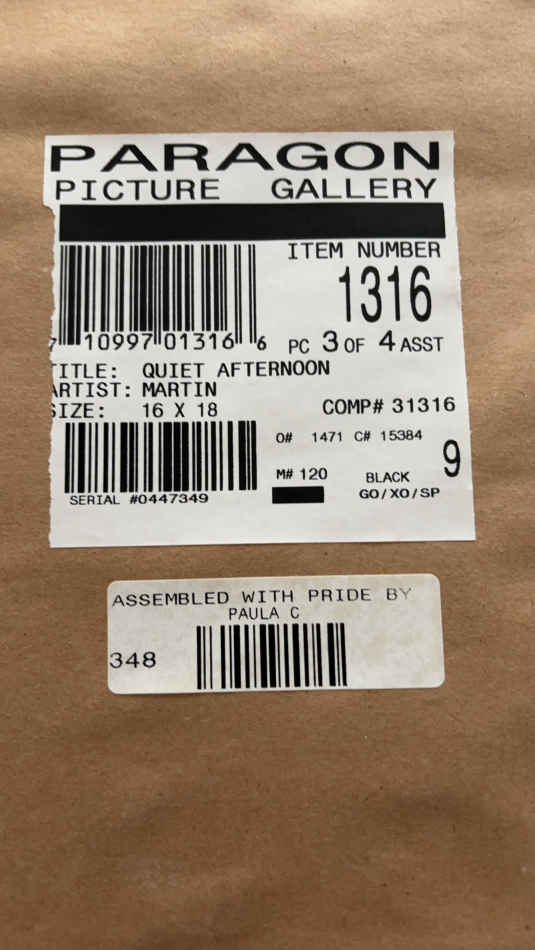 PARAGON
PICTURE GALLERY
ITEM NUMBER
1316
7 10997 01316 6
PC 3 OF 4 ASST
TITLE: QUIET AFTERNOON
ARTIST: MARTIN
SIZE: 16 X 18
COMP# 31316
O# 1471 C# 15384
9
M# 120
BLACK
GO/XO/SP
SERIAL #0447349
ASSEMBLED WITH PRIDE BY
PAULA C
348